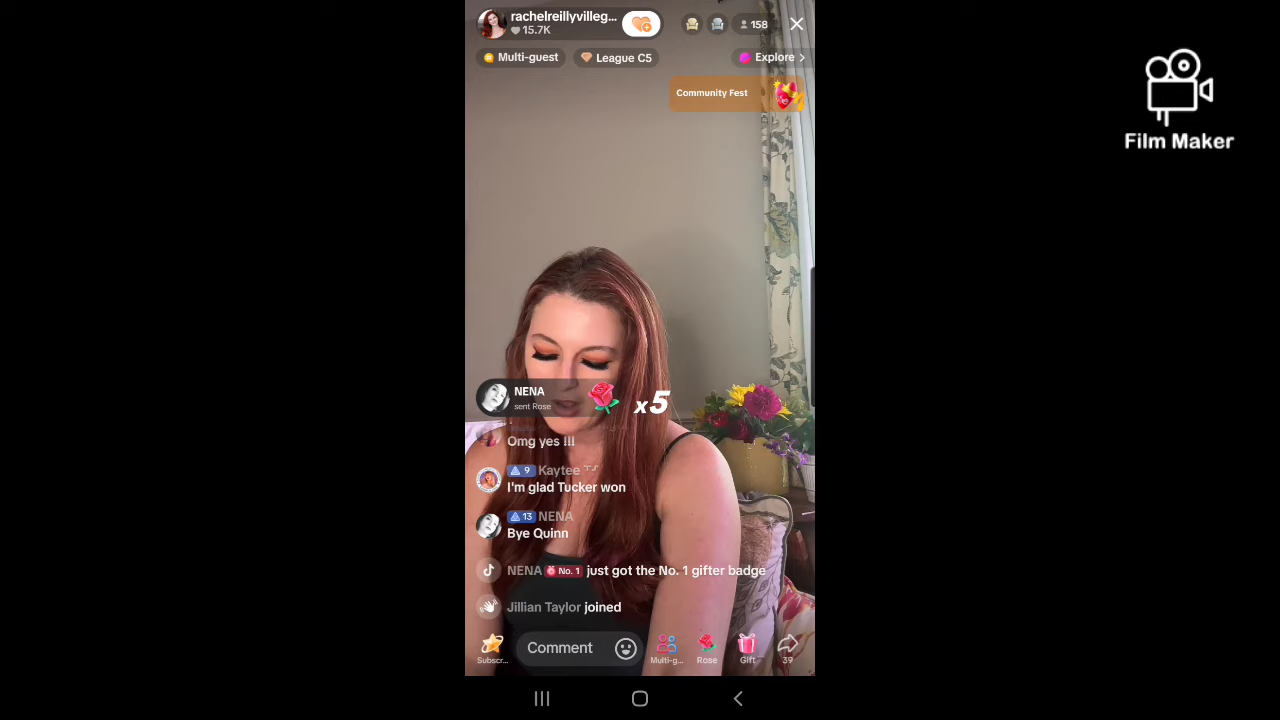 rachelreillyvilleg...
15.7K
158
Multi-guest
League C5
Explore >
Community Fest
Film Maker
NENA
sent Rose
x5
Omg yes !!!
9 Kaytee
I'm glad Tucker won
13 NENA
Bye Quinn
NENA No. 1 just got the No. 1 gifter badge
Jillian Taylor joined
Comment
Subscr...
Multi-g...
Rose
Gift
39